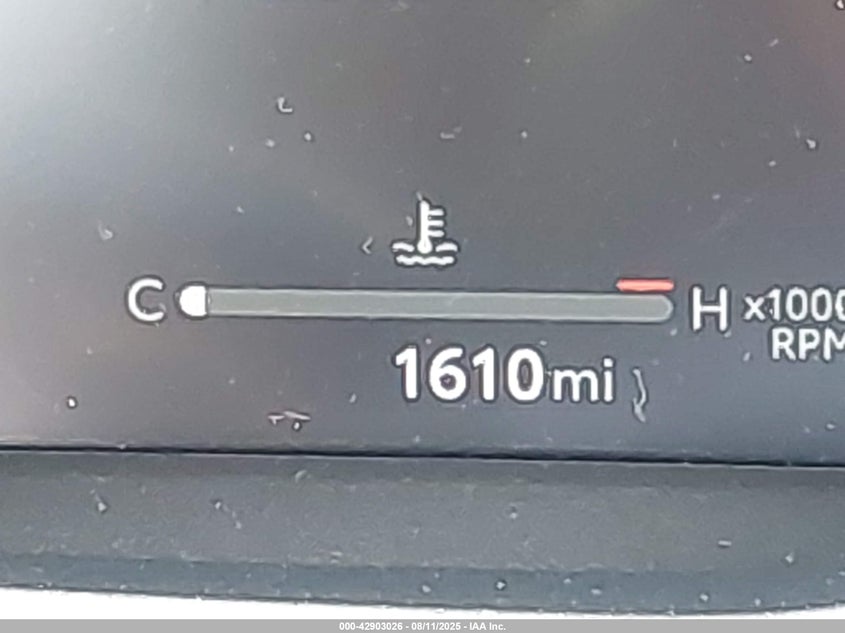 C H x1000
RPM
1610mi
000-42903026 - 08/11/2025 - IAA Inc.